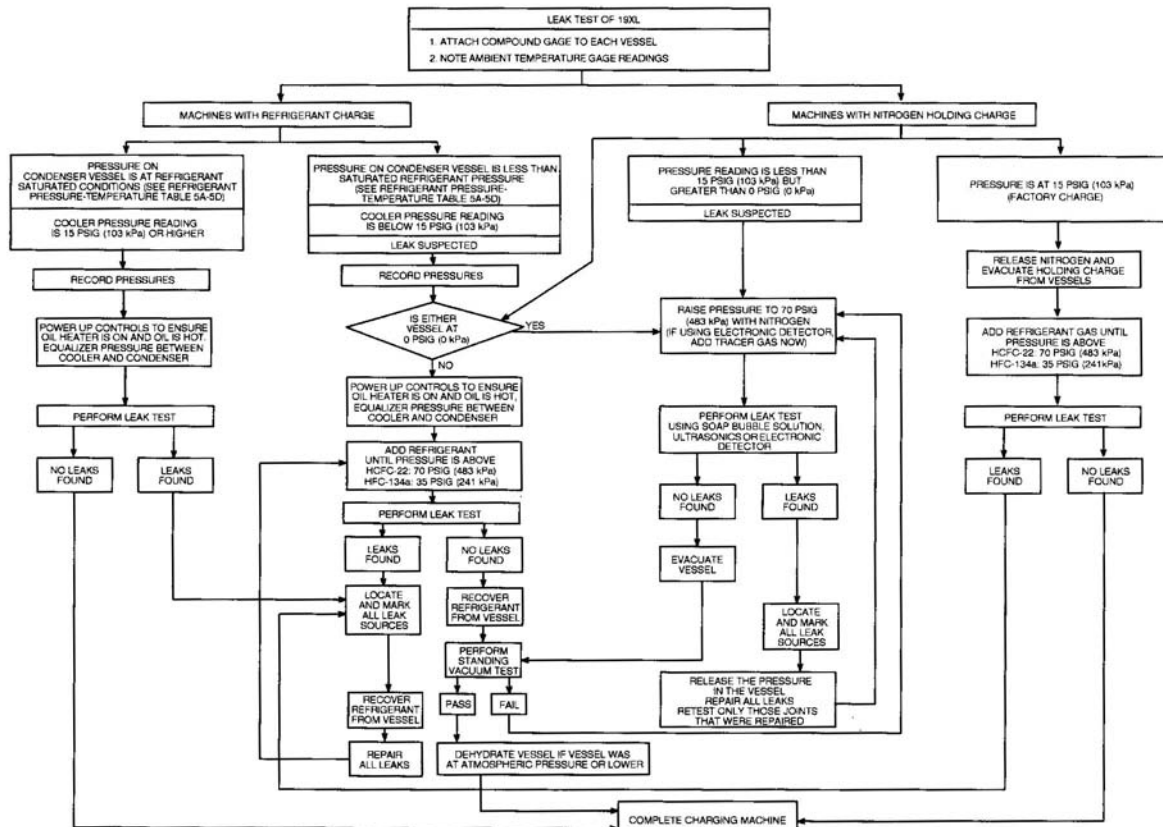 LEAK TEST OF 19XL
1. ATTACH COMPOUND GAGE TO EACH VESSEL
2. NOTE AMBIENT TEMPERATURE GAGE READINGS
MACHINES WITH REFRIGERANT CHARGE
MACHINES WITH NITROGEN HOLDING CHARGE
PRESSURE ON
CONDENSER VESSEL IS AT REFRIGERANT
SATURATED CONDITIONS (SEE REFRIGERANT
PRESSURE-TEMPERATURE TABLE 5A-5D)
COOLER PRESSURE READING
IS 15 PSIG (103 kPa) OR HIGHER
RECORD PRESSURES
POWER UP CONTROLS TO ENSURE
OIL HEATER IS ON AND OIL IS HOT.
EQUALIZER PRESSURE BETWEEN
COOLER AND CONDENSER
PERFORM LEAK TEST
NO LEAKS
FOUND
LEAKS
FOUND
PRESSURE ON CONDENSER VESSEL IS LESS THAN
SATURATED REFRIGERANT PRESSURE
(SEE REFRIGERANT PRESSURE-
TEMPERATURE TABLE 5A-5D)
COOLER PRESSURE READING
IS BELOW 15 PSIG (103 kPa)
LEAK SUSPECTED
RECORD PRESSURES
IS EITHER
VESSEL AT
0 PSIG (0 kPa)
YES
NO
POWER UP CONTROLS TO ENSURE
OIL HEATER IS ON AND OIL IS HOT,
EQUALIZER PRESSURE BETWEEN
COOLER AND CONDENSER
ADD REFRIGERANT
UNTIL PRESSURE IS ABOVE
HCFC-22: 70 PSIG (483 kPa)
HFC-134a: 35 PSIG (241 kPa)
PERFORM LEAK TEST
LEAKS
FOUND
NO LEAKS
FOUND
LOCATE
AND MARK
ALL LEAK
SOURCES
RECOVER
REFRIGERANT
FROM VESSEL
PERFORM
STANDING
VACUUM TEST
PASS
FAIL
RECOVER
REFRIGERANT
FROM VESSEL
REPAIR
ALL LEAKS
DEHYDRATE VESSEL IF VESSEL WAS
AT ATMOSPHERIC PRESSURE OR LOWER
PRESSURE READING IS LESS THAN
15 PSIG (103 kPa) BUT
GREATER THAN 0 PSIG (0 kPa)
LEAK SUSPECTED
RAISE PRESSURE TO 70 PSIG
(483 kPa) WITH NITROGEN
(IF USING ELECTRONIC DETECTOR,
ADD TRACER GAS NOW)
PERFORM LEAK TEST
USING SOAP BUBBLE SOLUTION,
ULTRASONICS OR ELECTRONIC
DETECTOR
NO LEAKS
FOUND
LEAKS
FOUND
EVACUATE
VESSEL
LOCATE
AND MARK
ALL LEAK
SOURCES
RELEASE THE PRESSURE
IN THE VESSEL
REPAIR ALL LEAKS
RETEST ONLY THOSE JOINTS
THAT WERE REPAIRED
PRESSURE IS AT 15 PSIG (103 kPa)
(FACTORY CHARGE)
RELEASE NITROGEN AND
EVACUATE HOLDING CHARGE
FROM VESSELS
ADD REFRIGERANT GAS UNTIL
PRESSURE IS ABOVE
HCFC-22: 70 PSIG (483 kPa)
HFC-134a: 35 PSIG (241kPa)
PERFORM LEAK TEST
LEAKS
FOUND
NO LEAKS
FOUND
COMPLETE CHARGING MACHINE